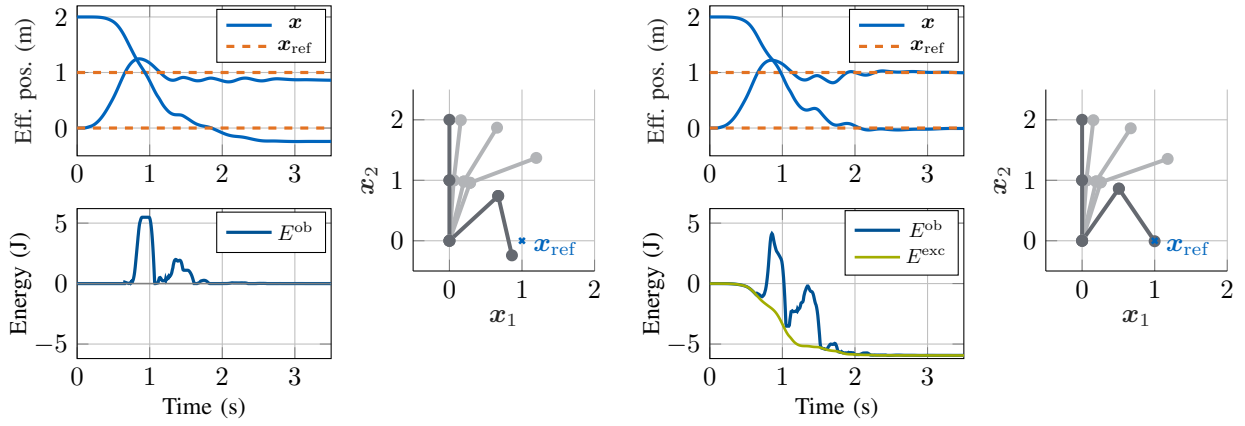 Eff. pos. (m)
2
1
0
x
x_ref
0 1 2 3
Energy (J)
5
0
−5
E^ob
0 1 2 3
Time (s)
x_2
2
1
0
x_ref
0 1 2
x_1
Eff. pos. (m)
2
1
0
x
x_ref
0 1 2 3
Energy (J)
5
0
−5
E^ob
E^exc
0 1 2 3
Time (s)
x_2
2
1
0
x_ref
0 1 2
x_1